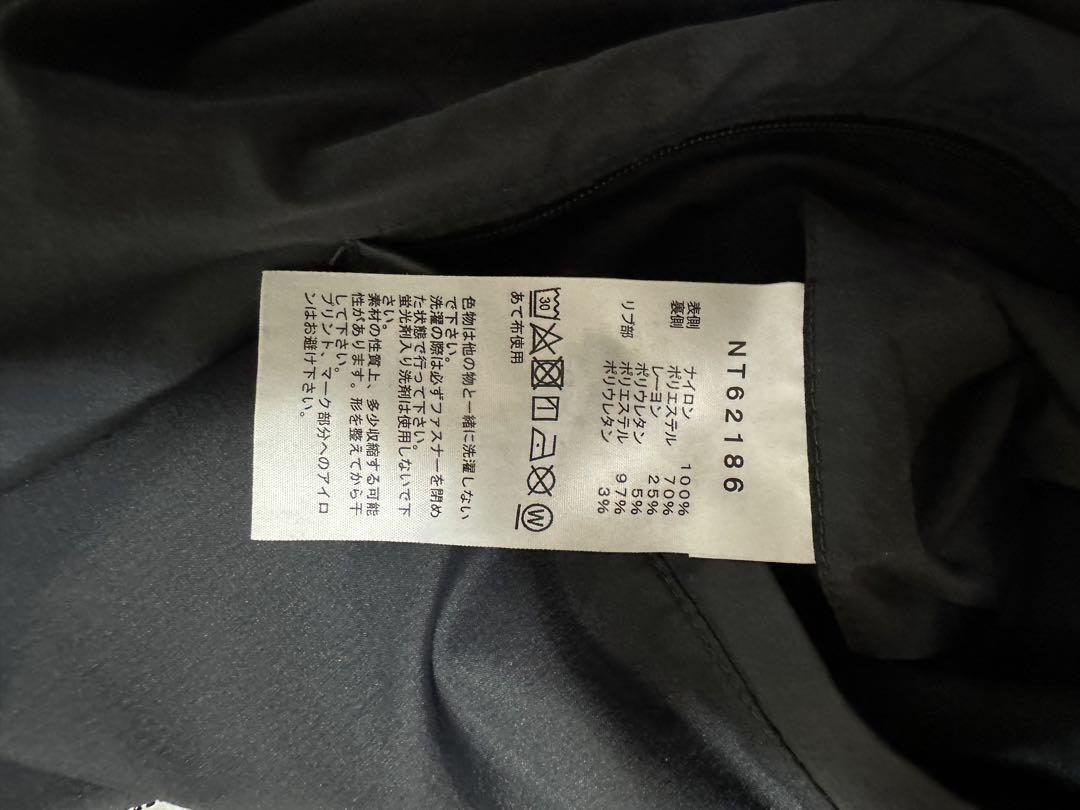 NT62186
表側 ナイロン 100%
裏側 ポリエステル 70%
レーヨン 25%
ポリウレタン 5%
リブ部 ポリエステル 97%
ポリウレタン 3%
30 W
あて布使用
色物は他の物と一緒に洗濯しない
で下さい。
洗濯の際は必ずファスナーを閉め
た状態で行って下さい。
蛍光剤入り洗剤は使用しないで下
さい。
素材の性質上、多少収縮する可能
性があります。形を整えてから干
して下さい。
プリント、マーク部分へのアイロ
ンはお避け下さい。